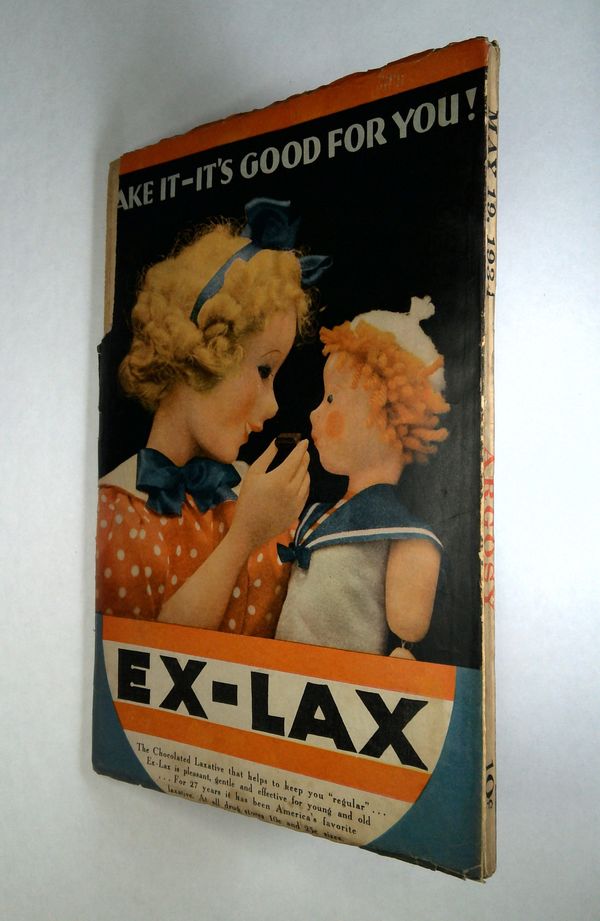 AKE IT-IT'S GOOD FOR YOU!
EX-LAX
The Chocolated Laxative that helps to keep you "regular" ...
Ex-Lax is pleasant, gentle and effective for young and old
... For 27 years it has been America's favorite
laxative. At all drug stores 10c and 25c sizes.
MAY 19, 1934
ARGOSY
10¢